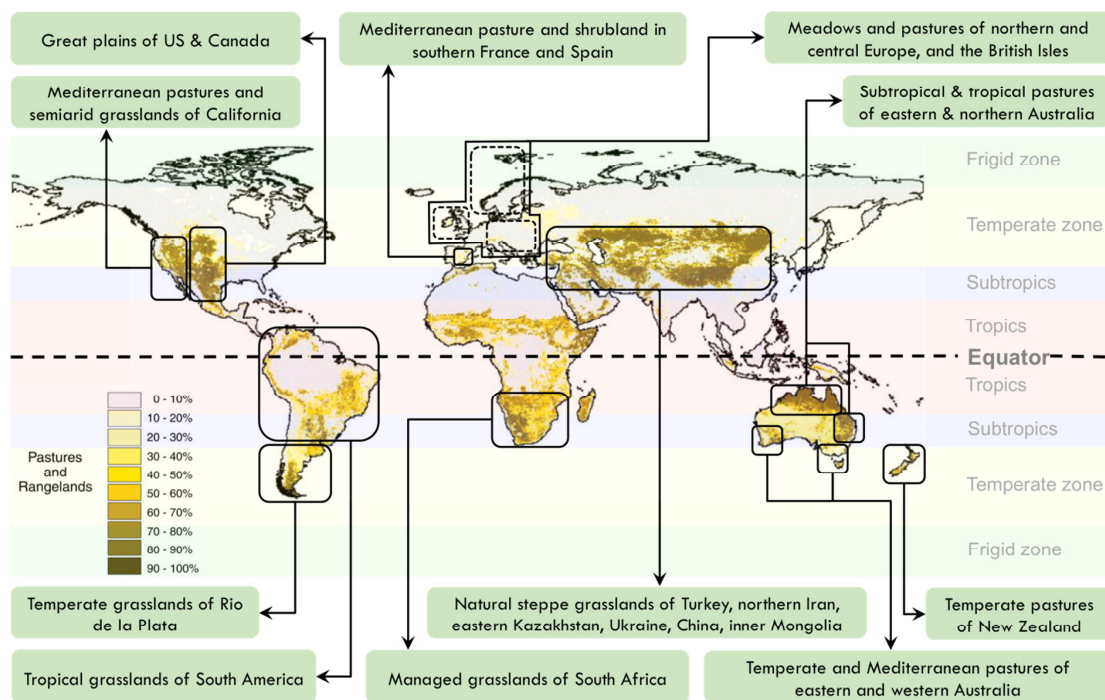 Great plains of US & Canada
Mediterranean pasture and shrubland in
southern France and Spain
Meadows and pastures of northern and
central Europe, and the British Isles
Mediterranean pastures and
semiarid grasslands of California
Subtropical & tropical pastures
of eastern & northern Australia
Frigid zone
Temperate zone
Subtropics
Tropics
Equator
Tropics
Subtropics
Temperate zone
Frigid zone
Pastures
and
Rangelands
0 - 10%
10 - 20%
20 - 30%
30 - 40%
40 - 50%
50 - 60%
60 - 70%
70 - 80%
80 - 90%
90 - 100%
Temperate grasslands of Rio
de la Plata
Natural steppe grasslands of Turkey, northern Iran,
eastern Kazakhstan, Ukraine, China, inner Mongolia
Temperate pastures
of New Zealand
Tropical grasslands of South America
Managed grasslands of South Africa
Temperate and Mediterranean pastures of
eastern and western Australia